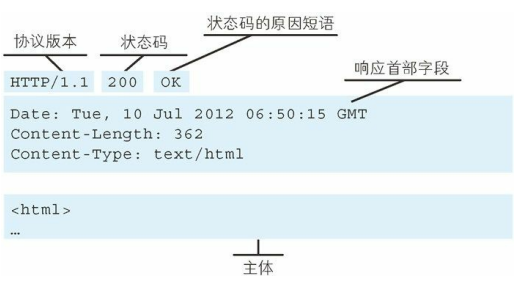 状态码的原因短语
协议版本 状态码
响应首部字段
HTTP/1.1 200 OK
Date: Tue, 10 Jul 2012 06:50:15 GMT
Content-Length: 362
Content-Type: text/html
<html>
…
主体